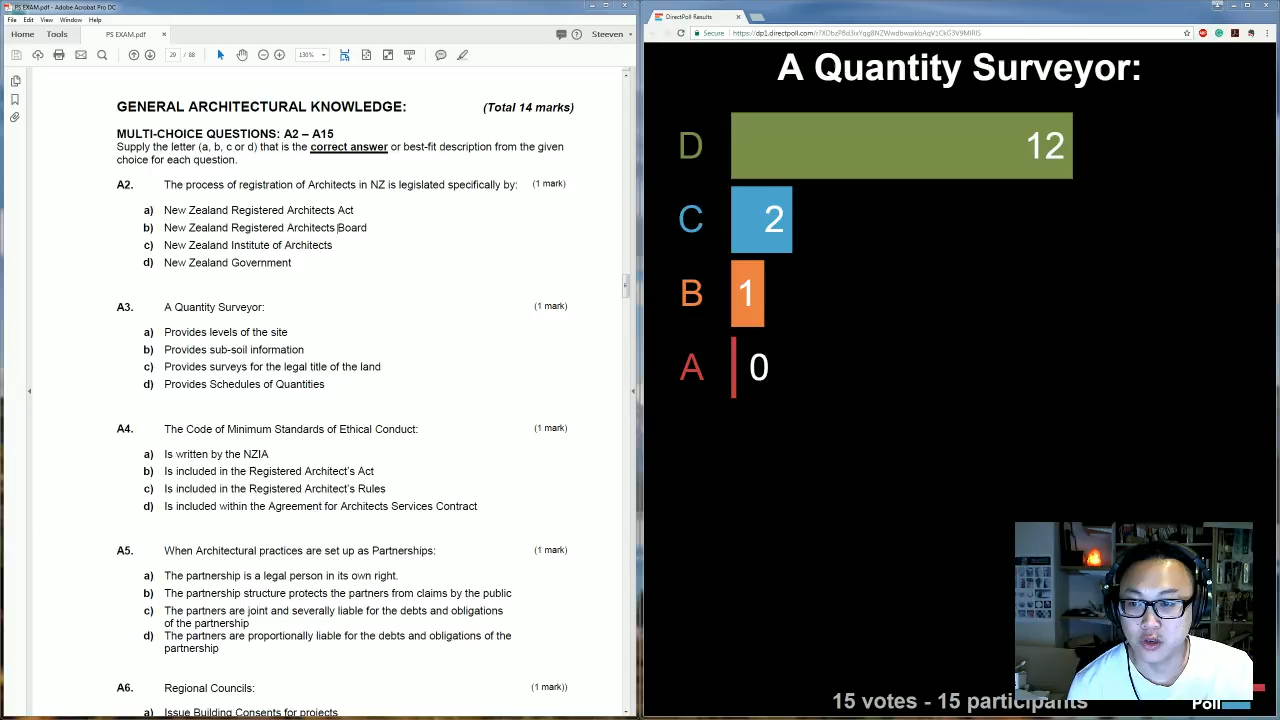 PS EXAM.pdf - Adobe Acrobat Pro DC
File Edit View Window Help
Home Tools PS EXAM.pdf × Steeven
29 / 88 130%
GENERAL ARCHITECTURAL KNOWLEDGE: (Total 14 marks)
MULTI-CHOICE QUESTIONS: A2 – A15
Supply the letter (a, b, c or d) that is the correct answer or best-fit description from the given
choice for each question.
A2. The process of registration of Architects in NZ is legislated specifically by: (1 mark)
a) New Zealand Registered Architects Act
b) New Zealand Registered Architects Board
c) New Zealand Institute of Architects
d) New Zealand Government
A3. A Quantity Surveyor: (1 mark)
a) Provides levels of the site
b) Provides sub-soil information
c) Provides surveys for the legal title of the land
d) Provides Schedules of Quantities
A4. The Code of Minimum Standards of Ethical Conduct: (1 mark)
a) Is written by the NZIA
b) Is included in the Registered Architect's Act
c) Is included in the Registered Architect's Rules
d) Is included within the Agreement for Architects Services Contract
A5. When Architectural practices are set up as Partnerships: (1 mark)
a) The partnership is a legal person in its own right.
b) The partnership structure protects the partners from claims by the public
c) The partners are joint and severally liable for the debts and obligations
of the partnership
d) The partners are proportionally liable for the debts and obligations of the
partnership
A6. Regional Councils: (1 mark))
a) Issue Building Consents for projects
DirectPoll Results ×
Secure
A Quantity Surveyor:
D 12
C 2
B 1
A 0
15 votes - 15 participants
Poll